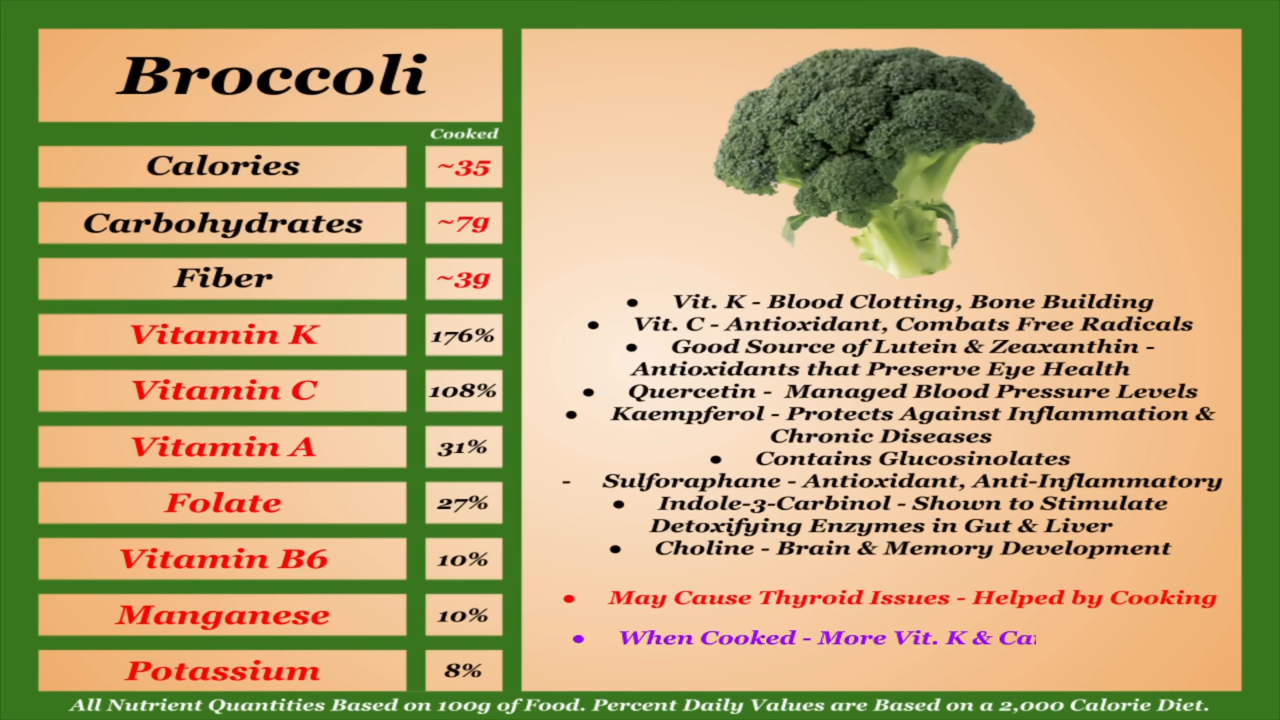 Broccoli
Cooked
Calories ~35
Carbohydrates ~7g
Fiber ~3g
Vitamin K 176%
Vitamin C 108%
Vitamin A 31%
Folate 27%
Vitamin B6 10%
Manganese 10%
Potassium 8%
● Vit. K - Blood Clotting, Bone Building
● Vit. C - Antioxidant, Combats Free Radicals
● Good Source of Lutein & Zeaxanthin -
Antioxidants that Preserve Eye Health
● Quercetin - Managed Blood Pressure Levels
● Kaempferol - Protects Against Inflammation &
Chronic Diseases
● Contains Glucosinolates
- Sulforaphane - Antioxidant, Anti-Inflammatory
● Indole-3-Carbinol - Shown to Stimulate
Detoxifying Enzymes in Gut & Liver
● Choline - Brain & Memory Development
● May Cause Thyroid Issues - Helped by Cooking
● When Cooked - More Vit. K &
All Nutrient Quantities Based on 100g of Food. Percent Daily Values are Based on a 2,000 Calorie Diet.